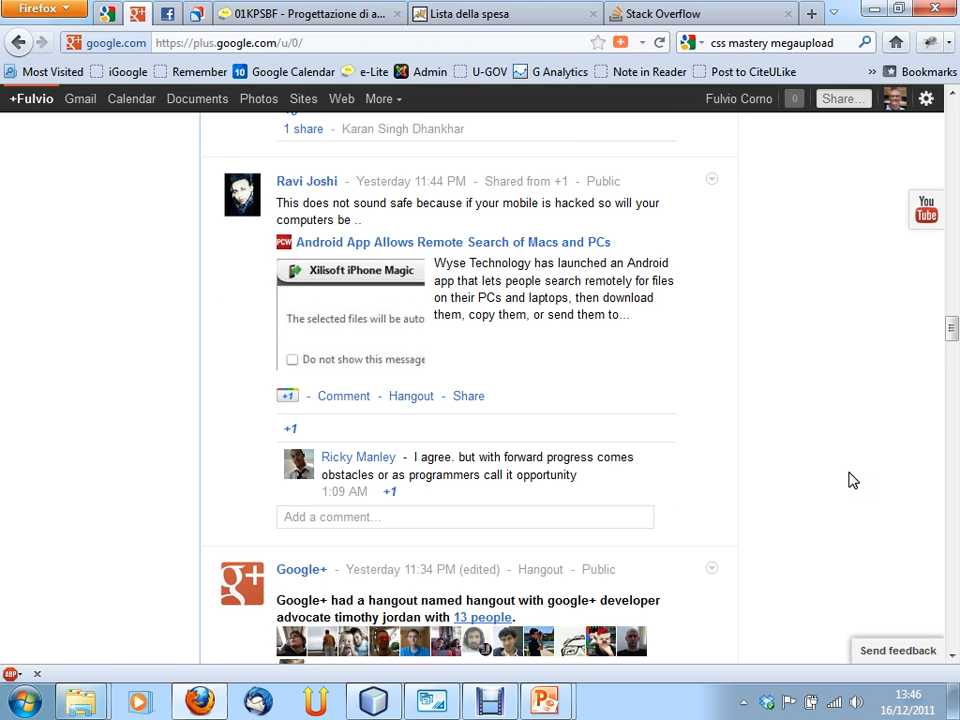 Firefox
01KPSBF - Progettazione di a...
Lista della spesa
Stack Overflow
google.com
https://plus.google.com/u/0/
css mastery megaupload
Most Visited
iGoogle
Remember
10 Google Calendar
e-Lite
Admin
U-GOV
G Analytics
Note in Reader
Post to CiteULike
»
Bookmarks
+Fulvio Gmail Calendar Documents Photos Sites Web More
Fulvio Corno 0 Share...
1 share - Karan Singh Dhankhar
Ravi Joshi - Yesterday 11:44 PM - Shared from +1 - Public
This does not sound safe because if your mobile is hacked so will your
computers be ..
PCW Android App Allows Remote Search of Macs and PCs
Xilisoft iPhone Magic
The selected files will be auto
Do not show this message
Wyse Technology has launched an Android
app that lets people search remotely for files
on their PCs and laptops, then download
them, copy them, or send them to...
+1 - Comment - Hangout - Share
+1
Ricky Manley - I agree. but with forward progress comes
obstacles or as programmers call it opportunity
1:09 AM +1
Add a comment...
You
Tube
g+
Google+ - Yesterday 11:34 PM (edited) - Hangout - Public
Google+ had a hangout named hangout with google+ developer
advocate timothy jordan with 13 people.
Send feedback
ABP
13:46
16/12/2011